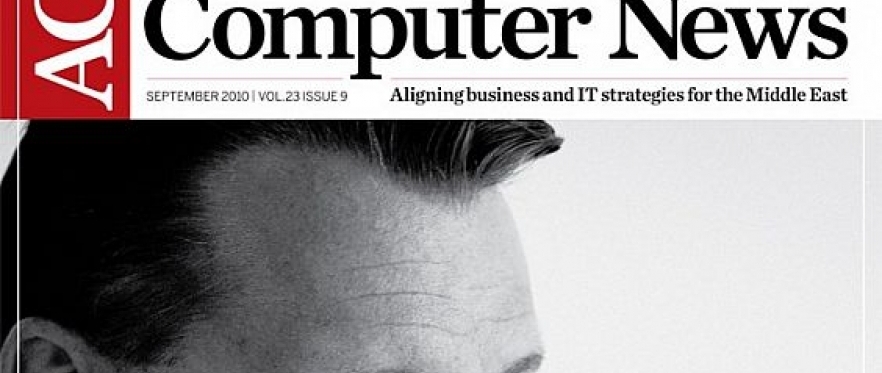 AC
Computer News
SEPTEMBER 2010 | VOL.23 ISSUE 9
Aligning business and IT strategies for the Middle East